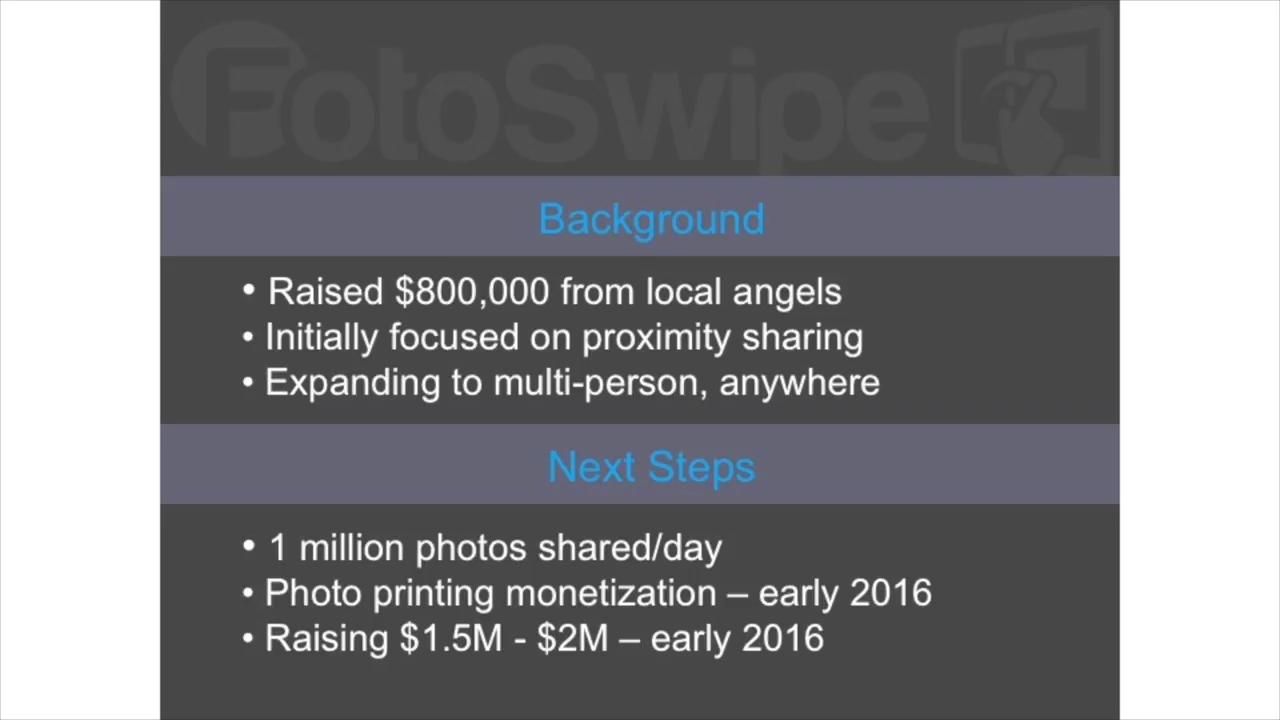 FotoSwipe
Background
• Raised $800,000 from local angels
• Initially focused on proximity sharing
• Expanding to multi-person, anywhere
Next Steps
• 1 million photos shared/day
• Photo printing monetization – early 2016
• Raising $1.5M - $2M – early 2016